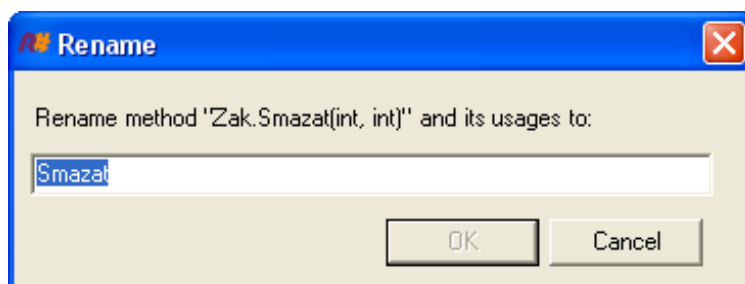 R# Rename
Rename method "Zak.Smazat(int, int)" and its usages to:
Smazat
OK Cancel